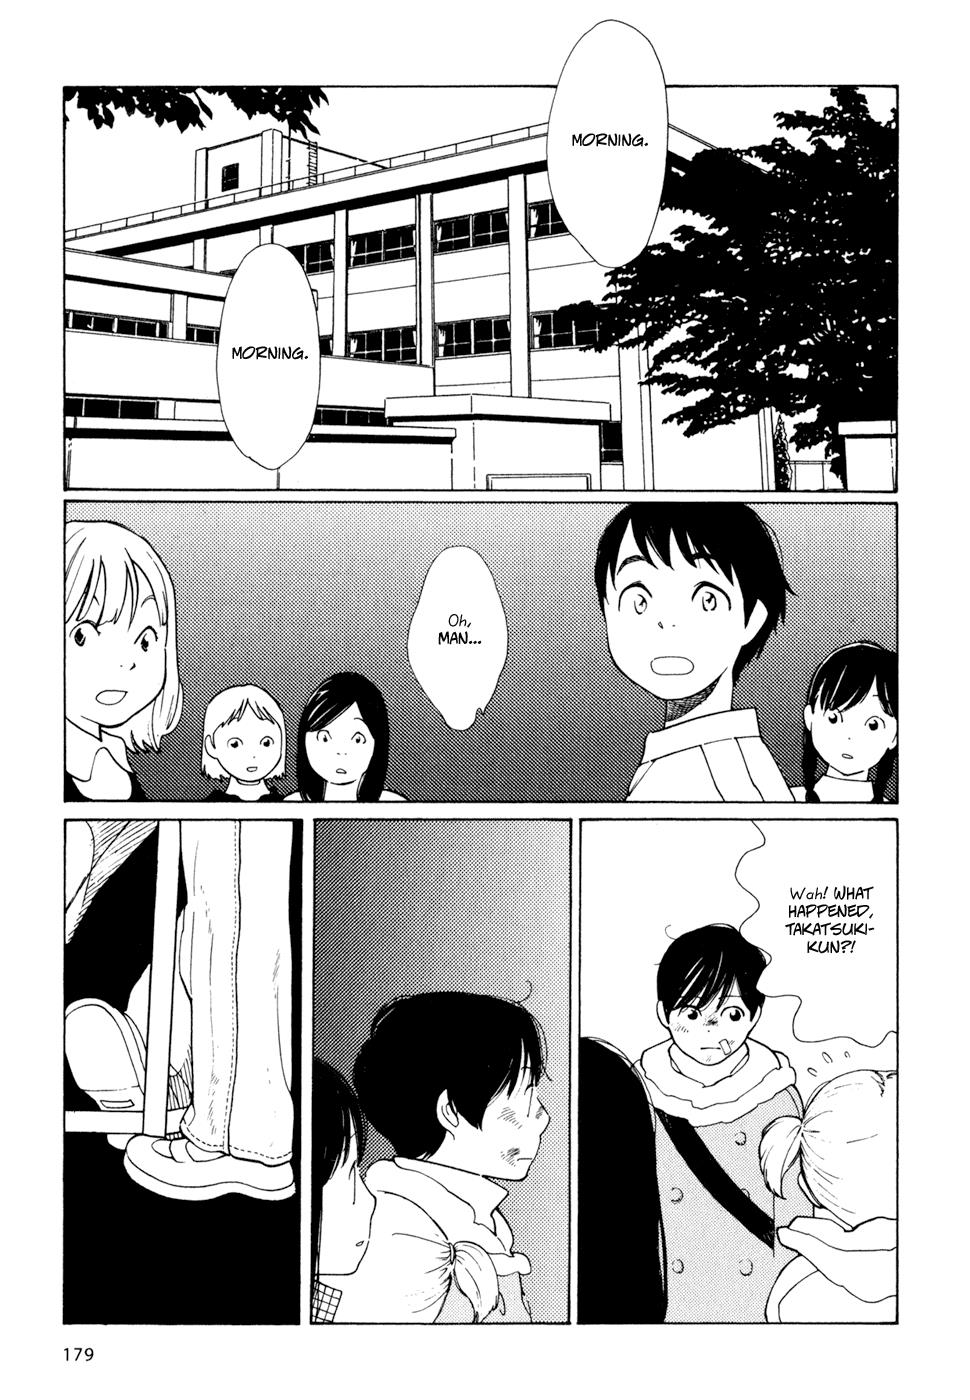 MORNING.
MORNING.
Oh,
MAN...
Wah! WHAT
HAPPENED,
TAKATSUKI-
KUN?!
179